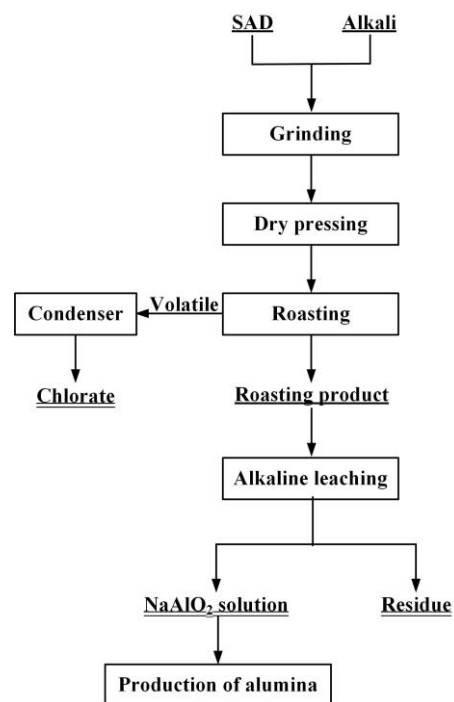 SAD Alkali
Grinding
Dry pressing
Volatile
Condenser Roasting
Chlorate Roasting product
Alkaline leaching
NaAlO₂ solution Residue
Production of alumina